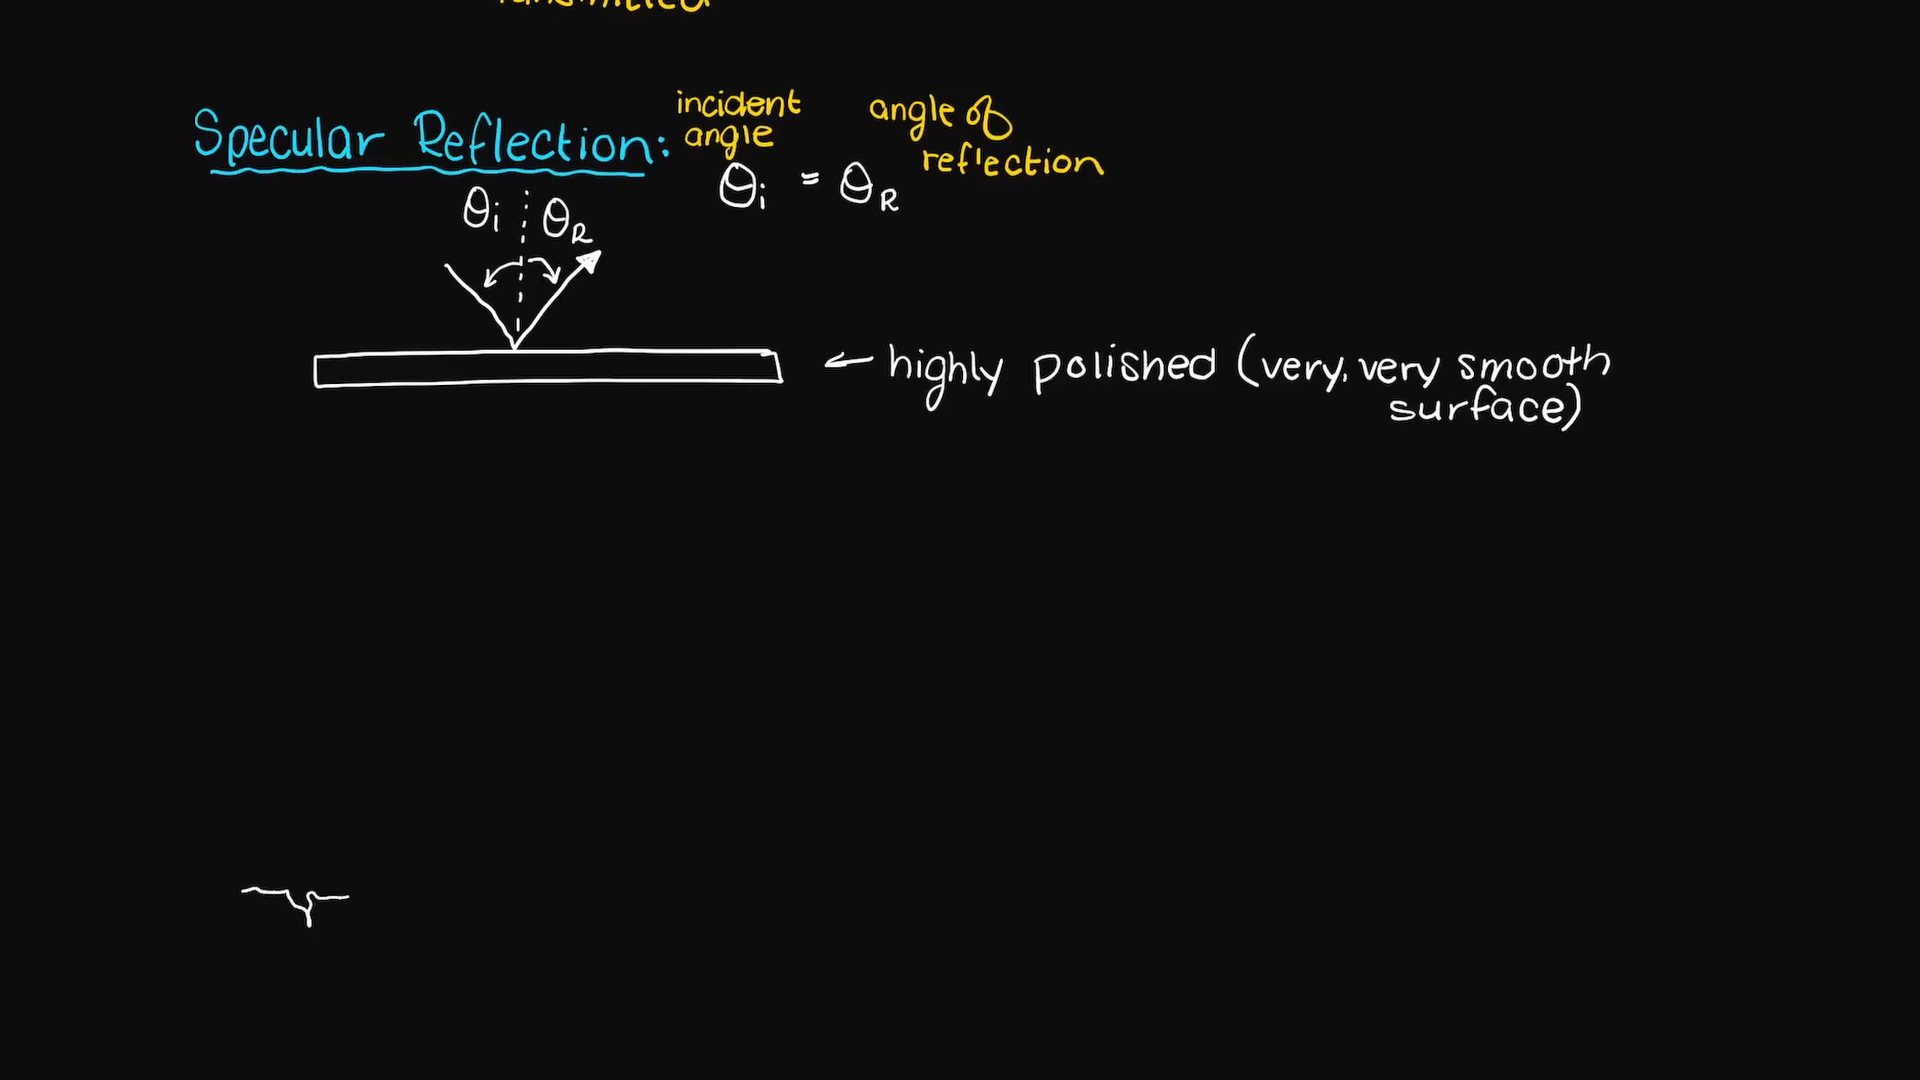 Specular Reflection:
incident
angle
angle of
reflection
θi = θR
θi θR
← highly polished (very, very smooth
surface)